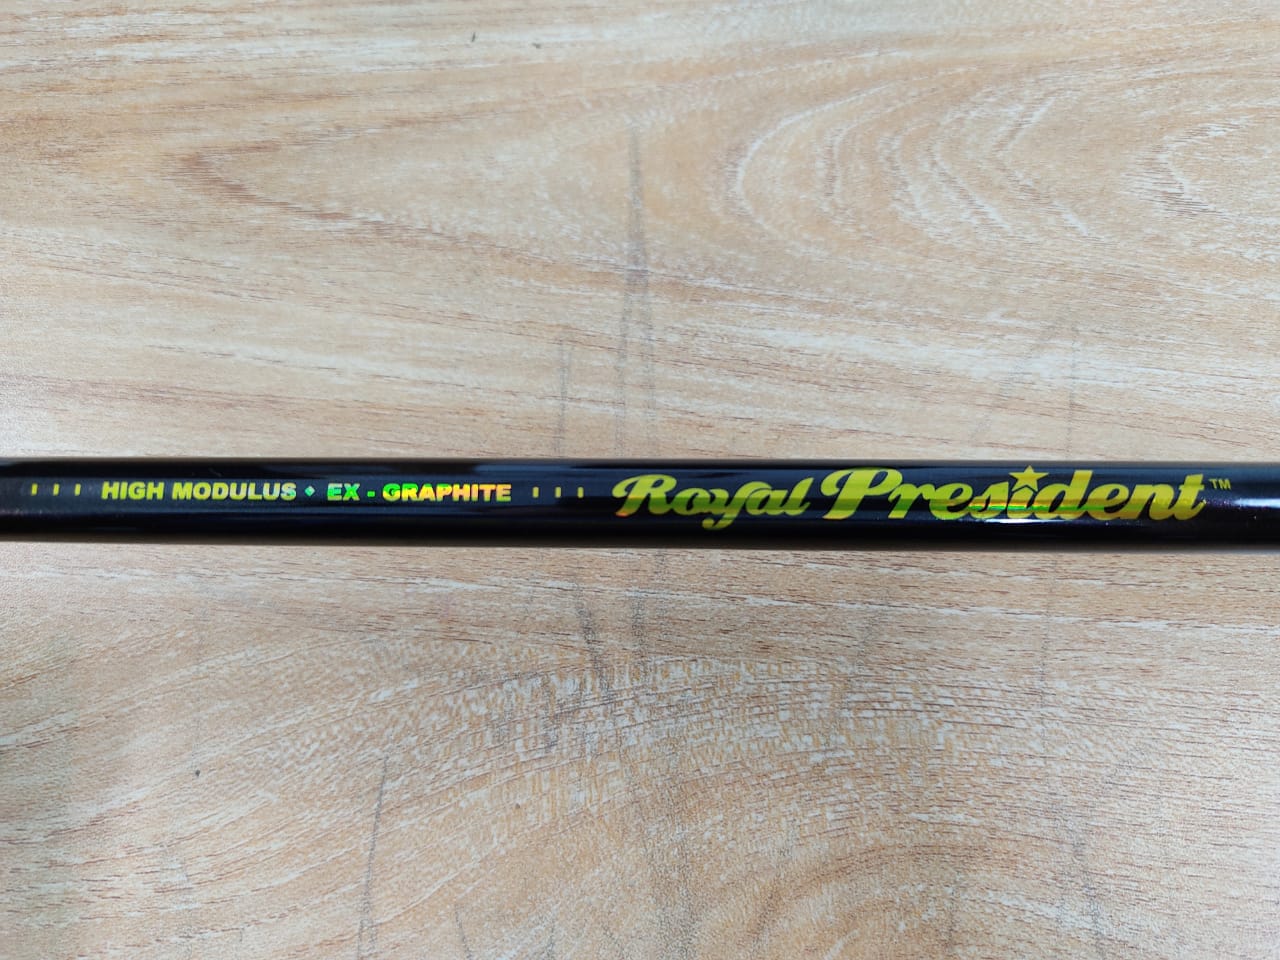 HIGH MODULUS ◆ EX - GRAPHITE Royal President™